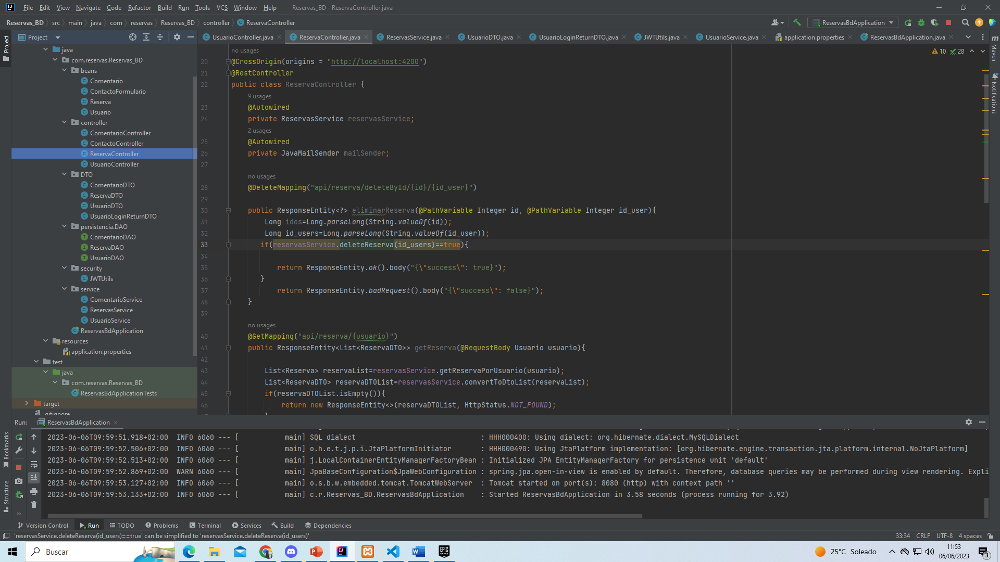 File Edit View Navigate Code Refactor Build Run Tools VCS Window Help Reservas_BD - ReservaController.java
Reservas_BD src main java com reservas Reservas_BD controller ReservaController ReservasBdApplication
Project
UsuarioController.java ReservaController.java ReservasService.java UsuarioDTO.java UsuarioLoginReturnDTO.java JWTUtils.java UsuarioService.java application.properties ReservasBdApplication.java
Project
Maven
Notifications
Bookmarks
Structure
java
com.reservas.Reservas_BD
beans
Comentario
ContactoFormulario
Reserva
Usuario
controller
ComentarioController
ContactoController
ReservaController
UsuarioController
DTO
ComentarioDTO
ReservaDTO
UsuarioDTO
UsuarioLoginReturnDTO
persistencia.DAO
ComentarioDAO
ReservaDAO
UsuarioDAO
security
JWTUtils
service
ComentarioService
ReservasService
UsuarioService
ReservasBdApplication
resources
application.properties
test
java
com.reservas.Reservas_BD
ReservasBdApplicationTests
target
.gitignore
10 28
no usages
20 @CrossOrigin(origins = "http://localhost:4200")
21 @RestController
22 public class ReservaController {
9 usages
23 @Autowired
24 private ReservasService reservasService;
2 usages
25 @Autowired
26 private JavaMailSender mailSender;
27
no usages
28 @DeleteMapping("api/reserva/deleteById/{id}/{id_user}")
29
30 public ResponseEntity<?> eliminarReserva(@PathVariable Integer id, @PathVariable Integer id_user){
31 Long ides=Long.parseLong(String.valueOf(id));
32 Long id_users=Long.parseLong(String.valueOf(id_user));
33 if(reservasService.deleteReserva(id_users)==true){
34
35 return ResponseEntity.ok().body("{\"success\": true}");
36 }
37 return ResponseEntity.badRequest().body("{\"success\": false}");
38 }
39
no usages
40 @GetMapping("api/reserva/{usuario}")
41 public ResponseEntity<List<ReservaDTO>> getReserva(@RequestBody Usuario usuario){
42
43 List<Reserva> reservaList=reservasService.getReservaPorUsuario(usuario);
44 List<ReservaDTO> reservaDTOList=reservasService.convertToDtoList(reservaList);
45 if(reservaDTOList.isEmpty()){
46 return new ResponseEntity<>(reservaDTOList, HttpStatus.NOT_FOUND);
Run: ReservasBdApplication
2023-06-06T09:59:51.918+02:00 INFO 6060 --- [ main] SQL dialect : HHH000400: Using dialect: org.hibernate.dialect.MySQLDialect
2023-06-06T09:59:52.506+02:00 INFO 6060 --- [ main] o.h.e.t.j.p.i.JtaPlatformInitiator : HHH000490: Using JtaPlatform implementation: [org.hibernate.engine.transaction.jta.platform.internal.NoJtaPlatform]
2023-06-06T09:59:52.513+02:00 INFO 6060 --- [ main] j.LocalContainerEntityManagerFactoryBean : Initialized JPA EntityManagerFactory for persistence unit 'default'
2023-06-06T09:59:52.869+02:00 WARN 6060 --- [ main] JpaBaseConfiguration$JpaWebConfiguration : spring.jpa.open-in-view is enabled by default. Therefore, database queries may be performed during view rendering. Expli
2023-06-06T09:59:53.127+02:00 INFO 6060 --- [ main] o.s.b.w.embedded.tomcat.TomcatWebServer : Tomcat started on port(s): 8080 (http) with context path ''
2023-06-06T09:59:53.133+02:00 INFO 6060 --- [ main] c.r.Reservas_BD.ReservasBdApplication : Started ReservasBdApplication in 3.58 seconds (process running for 3.92)
Version Control Run TODO Problems Terminal Services Build Dependencies
'reservasService.deleteReserva(id_users)==true' can be simplified to 'reservasService.deleteReserva(id_users)' 33:34 CRLF UTF-8 4 spaces
Buscar 25°C Soleado 11:53
06/06/2023 3